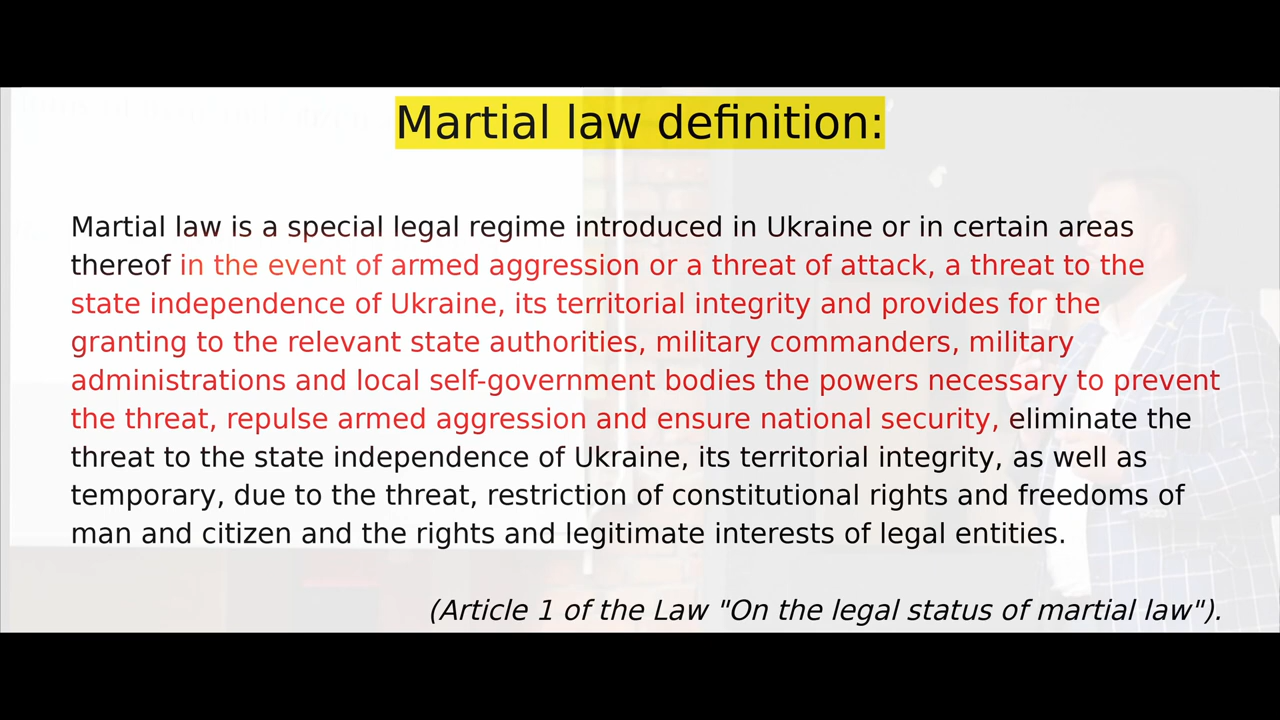 Martial law definition:
Martial law is a special legal regime introduced in Ukraine or in certain areas
thereof in the event of armed aggression or a threat of attack, a threat to the
state independence of Ukraine, its territorial integrity and provides for the
granting to the relevant state authorities, military commanders, military
administrations and local self-government bodies the powers necessary to prevent
the threat, repulse armed aggression and ensure national security, eliminate the
threat to the state independence of Ukraine, its territorial integrity, as well as
temporary, due to the threat, restriction of constitutional rights and freedoms of
man and citizen and the rights and legitimate interests of legal entities.
(Article 1 of the Law "On the legal status of martial law").